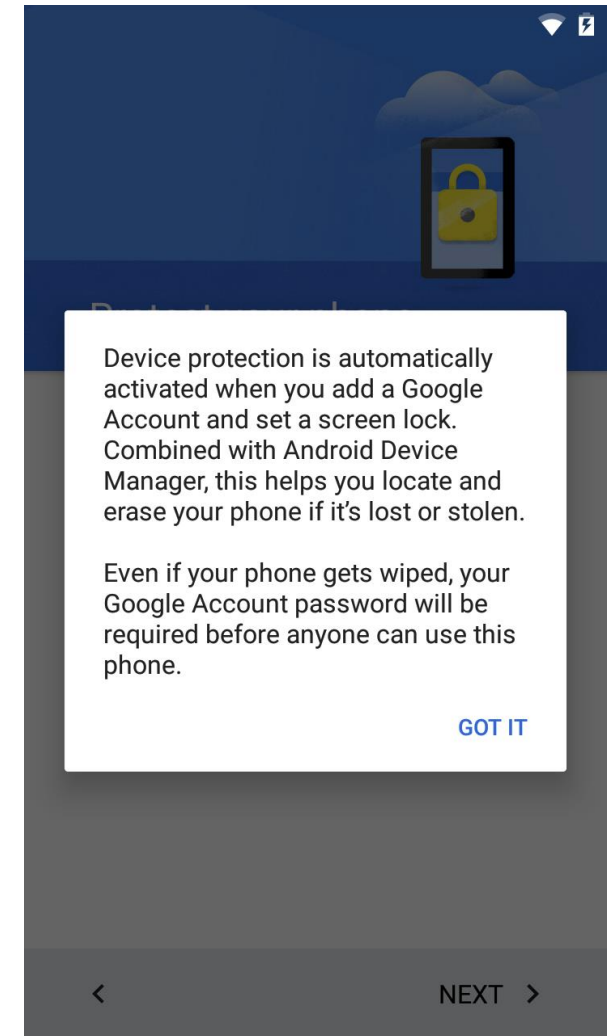 Device protection is automatically
activated when you add a Google
Account and set a screen lock.
Combined with Android Device
Manager, this helps you locate and
erase your phone if it’s lost or stolen.
Even if your phone gets wiped, your
Google Account password will be
required before anyone can use this
phone.
GOT IT
NEXT